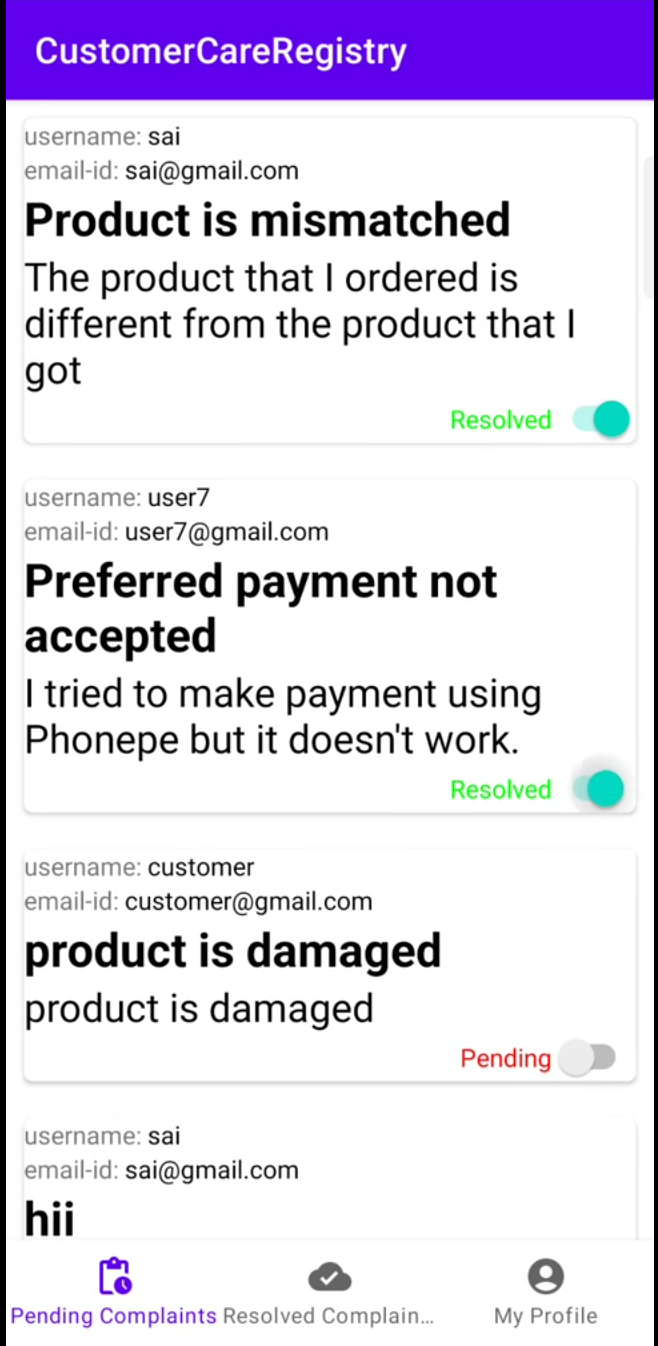 CustomerCareRegistry
username: sai
email-id: sai@gmail.com
Product is mismatched
The product that I ordered is
different from the product that I
got
Resolved
username: user7
email-id: user7@gmail.com
Preferred payment not
accepted
I tried to make payment using
Phonepe but it doesn't work.
Resolved
username: customer
email-id: customer@gmail.com
product is damaged
product is damaged
Pending
username: sai
email-id: sai@gmail.com
hii
Pending Complaints
Resolved Complain...
My Profile